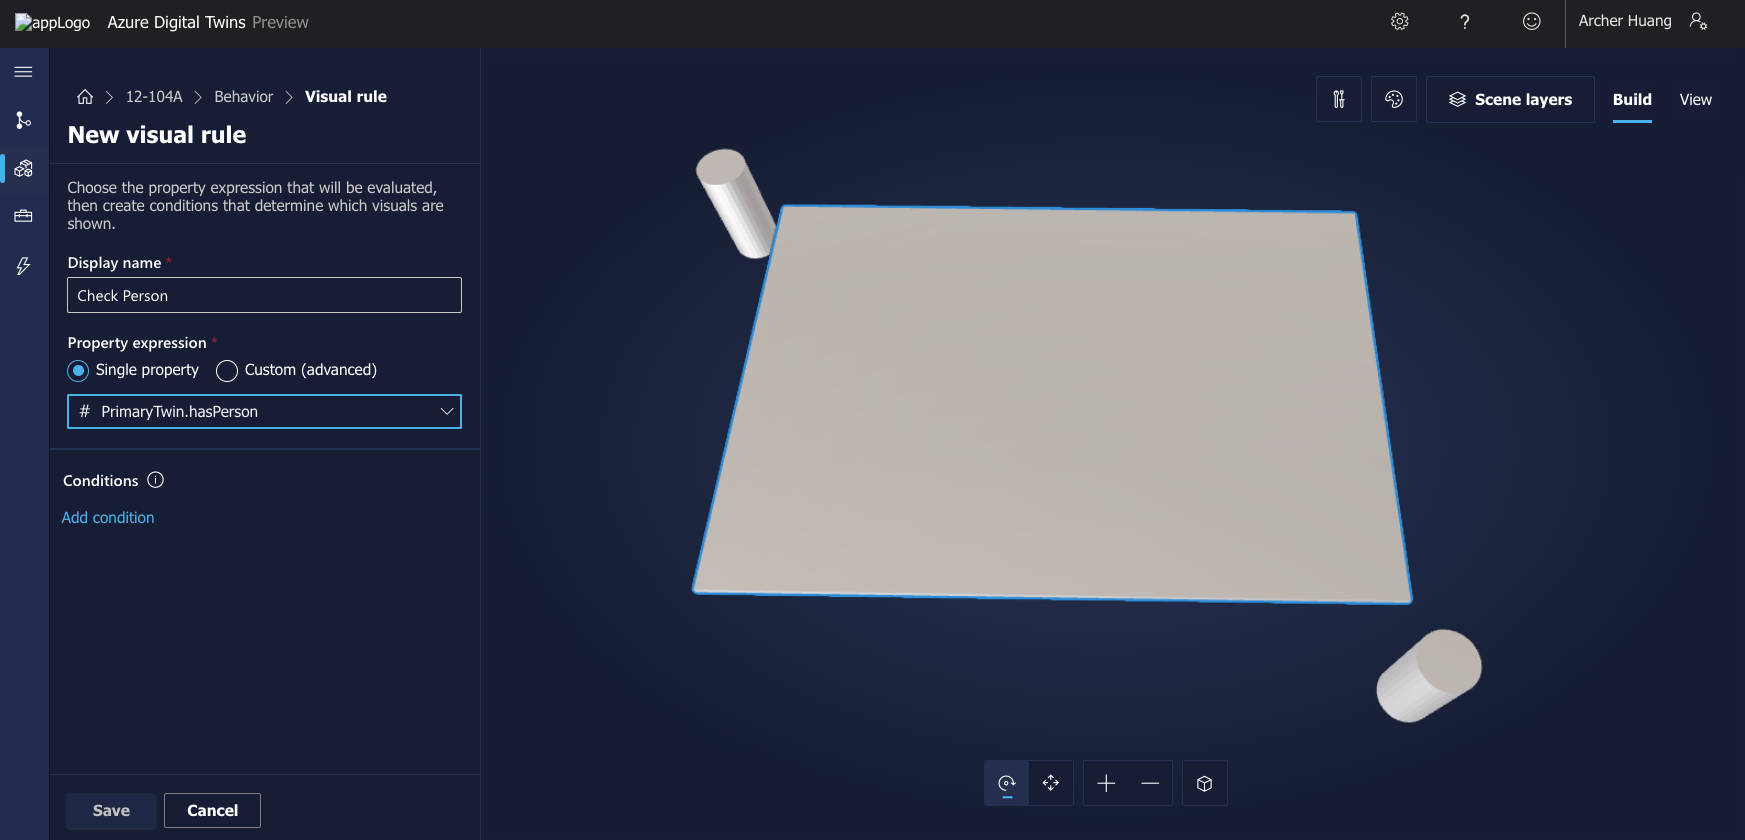 appLogo Azure Digital Twins Preview
? Archer Huang
12-104A > Behavior > Visual rule
Scene layers Build View
New visual rule
Choose the property expression that will be evaluated,
then create conditions that determine which visuals are
shown.
Display name *
Check Person
Property expression *
Single property Custom (advanced)
# PrimaryTwin.hasPerson
Conditions
Add condition
Save Cancel